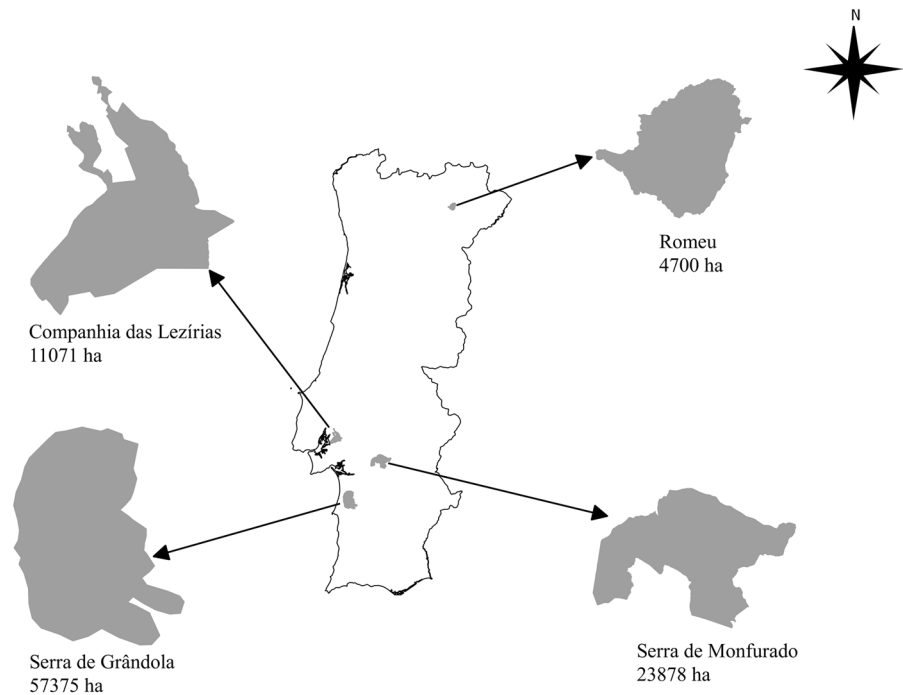 N
Romeu
4700 ha
Companhia das Lezírias
11071 ha
Serra de Grândola
57375 ha
Serra de Monfurado
23878 ha